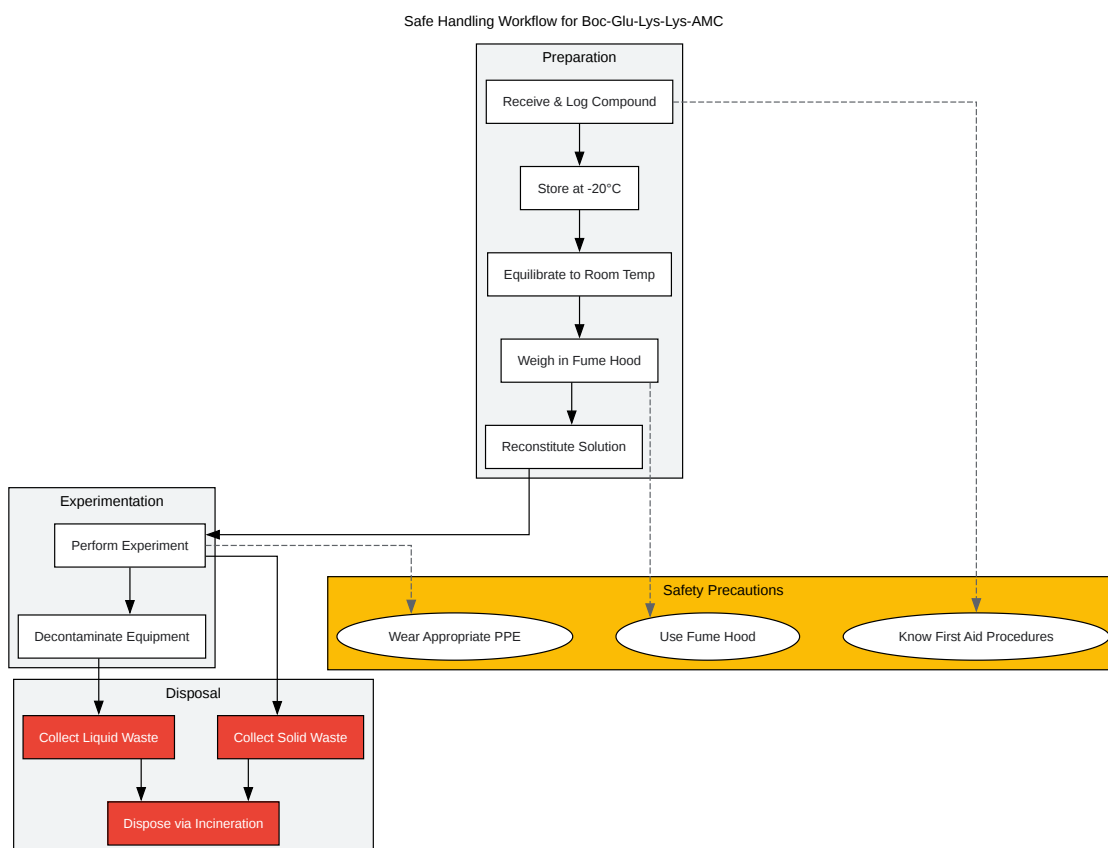 Safe Handling Workflow for Boc-Glu-Lys-Lys-AMC
Preparation
Receive & Log Compound
Store at -20°C
Equilibrate to Room Temp
Weigh in Fume Hood
Reconstitute Solution
Experimentation
Perform Experiment
Decontaminate Equipment
Safety Precautions
Wear Appropriate PPE
Use Fume Hood
Know First Aid Procedures
Disposal
Collect Liquid Waste
Collect Solid Waste
Dispose via Incineration